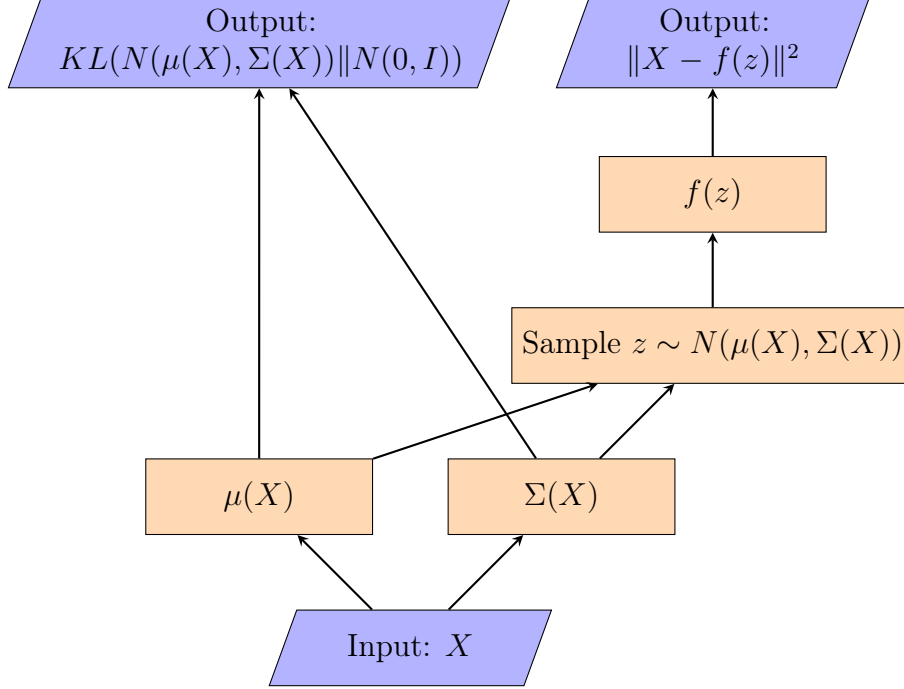 Output:
KL(N(μ(X), Σ(X))‖N(0, I))
Output:
‖X − f(z)‖²
f(z)
Sample z ∼ N(μ(X), Σ(X))
μ(X)
Σ(X)
Input: X